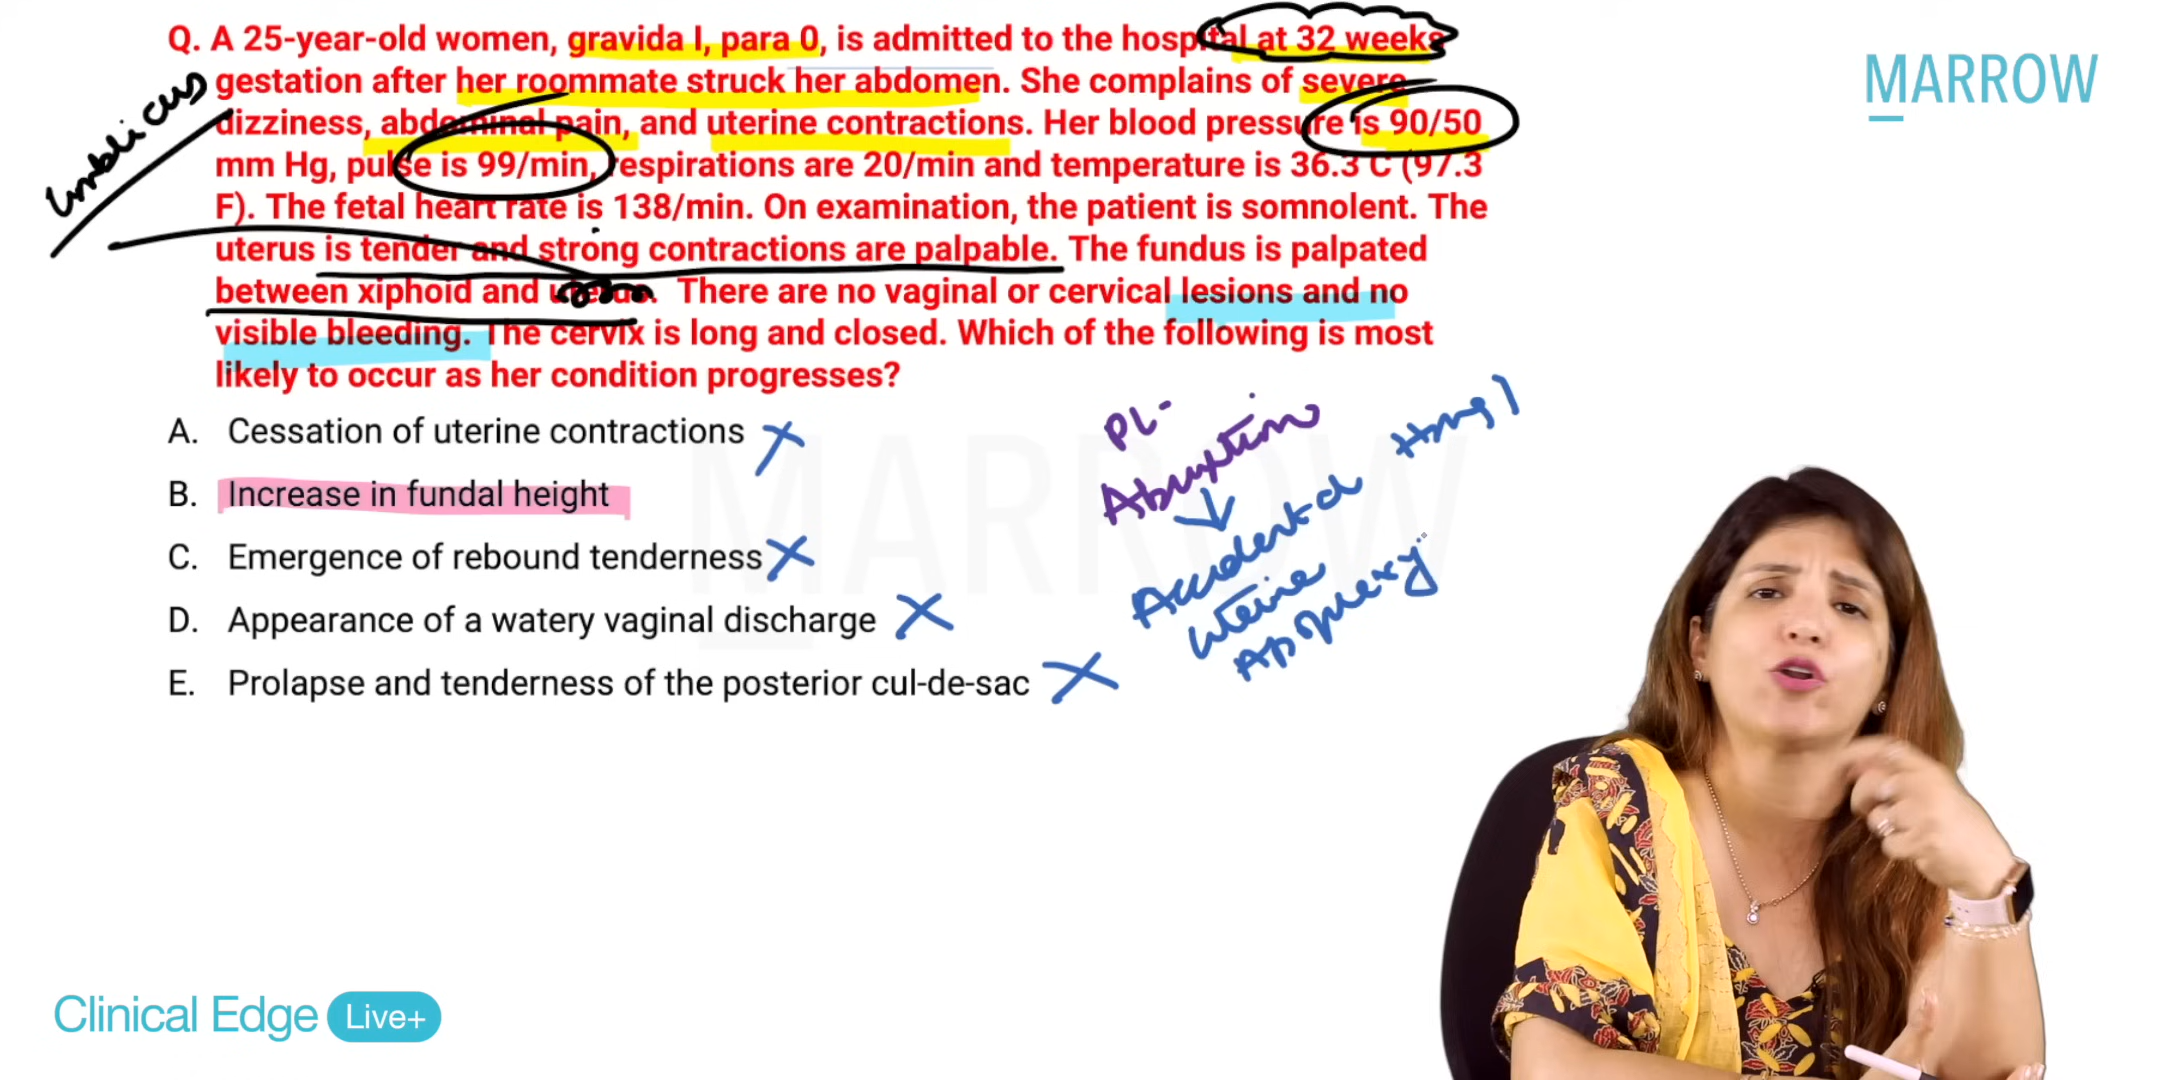 Q. A 25-year-old women, gravida I, para 0, is admitted to the hospital at 32 weeks
gestation after her roommate struck her abdomen. She complains of severe
dizziness, abdominal pain, and uterine contractions. Her blood pressure is 90/50
mm Hg, pulse is 99/min, respirations are 20/min and temperature is 36.3 C (97.3
F). The fetal heart rate is 138/min. On examination, the patient is somnolent. The
uterus is tender and strong contractions are palpable. The fundus is palpated
between xiphoid and There are no vaginal or cervical lesions and no
visible bleeding. The cervix is long and closed. Which of the following is most
likely to occur as her condition progresses?
Umblicus
A. Cessation of uterine contractions
B. Increase in fundal height
C. Emergence of rebound tenderness
D. Appearance of a watery vaginal discharge
E. Prolapse and tenderness of the posterior cul-de-sac
PL-
Abruption
Accidental
uterine
MARROW
MARROW
Clinical Edge Live+